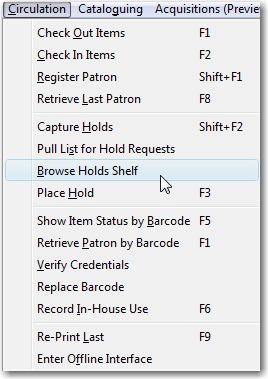 Circulation Cataloguing Acquisitions (Previe
Check Out Items F1
Check In Items F2
Register Patron Shift+F1
Retrieve Last Patron F8
Capture Holds Shift+F2
Pull List for Hold Requests
Browse Holds Shelf
Place Hold F3
Show Item Status by Barcode F5
Retrieve Patron by Barcode F1
Verify Credentials
Replace Barcode
Record In-House Use F6
Re-Print Last F9
Enter Offline Interface